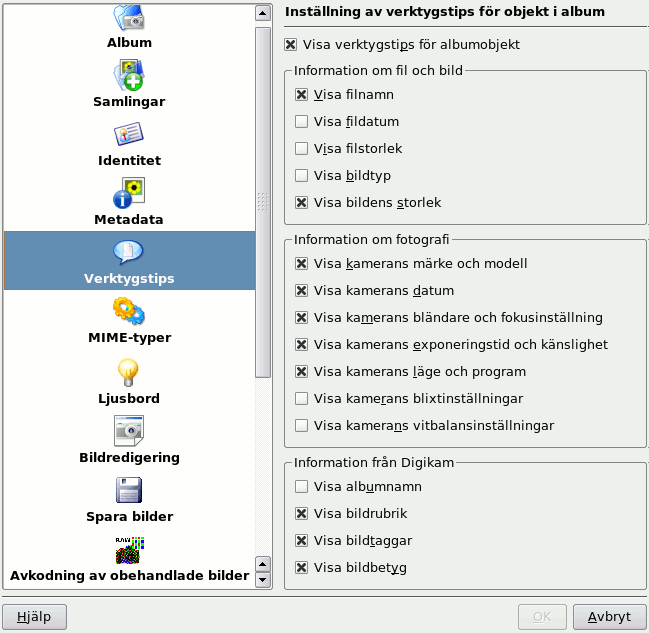 Album
Samlingar
Identitet
Metadata
Verktygstips
MIME-typer
Ljusbord
Bildredigering
Spara bilder
RAW
Avkodning av obehandlade bilder
Inställning av verktygstips för objekt i album
Visa verktygstips för albumobjekt
Information om fil och bild
Visa filnamn
Visa fildatum
Visa filstorlek
Visa bildtyp
Visa bildens storlek
Information om fotografi
Visa kamerans märke och modell
Visa kamerans datum
Visa kamerans bländare och fokusinställning
Visa kamerans exponeringstid och känslighet
Visa kamerans läge och program
Visa kamerans blixtinställningar
Visa kamerans vitbalansinställningar
Information från Digikam
Visa albumnamn
Visa bildrubrik
Visa bildtaggar
Visa bildbetyg
Hjälp
OK
Avbryt